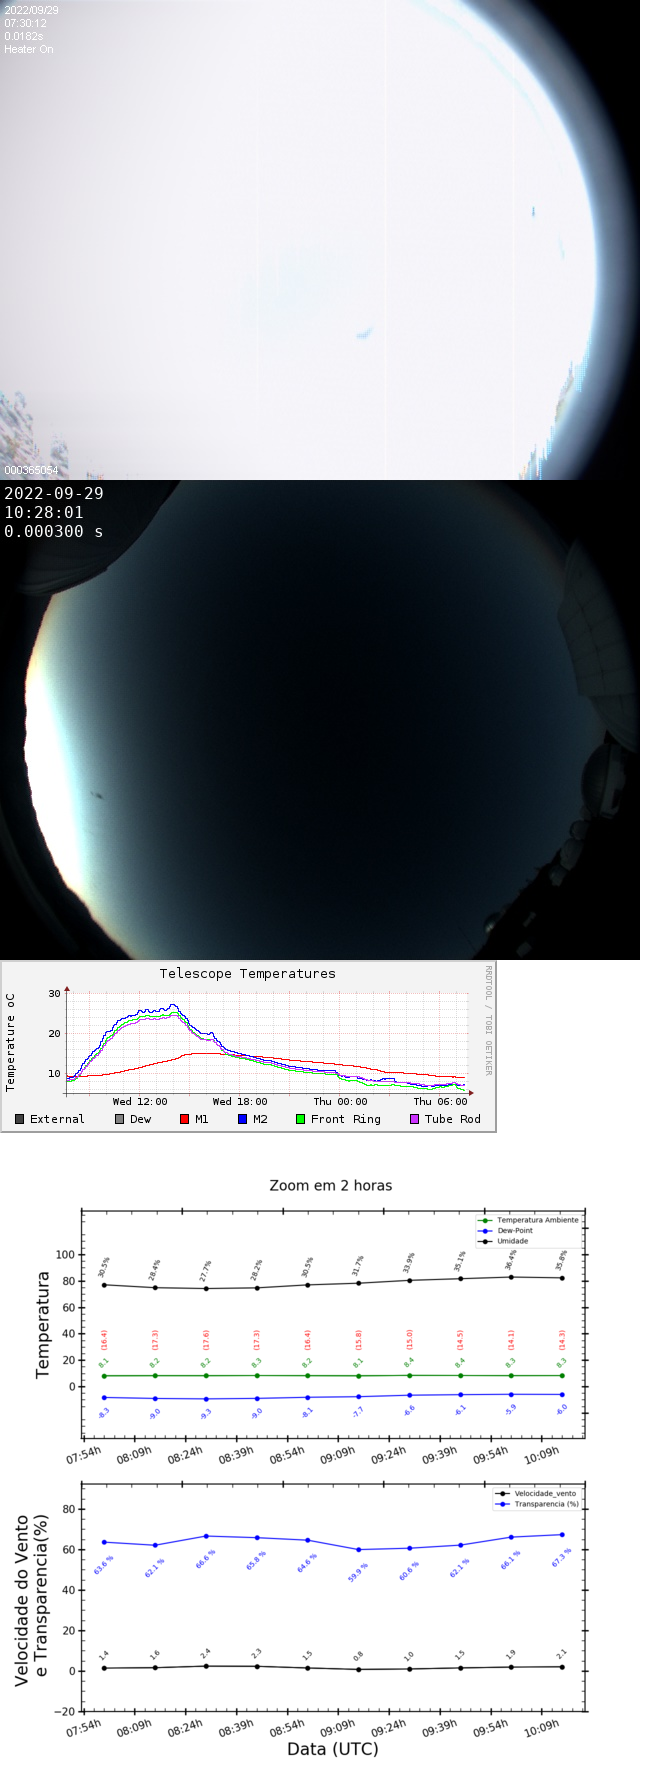 2022/09/29
07:30:12
0.0182s
Heater On
000365054
2022-09-29
10:28:01
0.000300 s
Telescope Temperatures
RRDTOOL / TOBI OETIKER
Temperature oC
30
20
10
Wed 12:00 Wed 18:00 Thu 00:00 Thu 06:00
External Dew M1 M2 Front Ring Tube Rod
Zoom em 2 horas
Temperatura Ambiente
Dew-Point
Umidade
Temperatura
100
80
60
40
20
0
30.5% 28.4% 27.7% 28.2% 30.5% 31.7% 33.9% 35.1% 36.4% 35.8%
(16.4) (17.3) (17.6) (17.3) (16.4) (15.8) (15.0) (14.5) (14.1) (14.3)
8.1 8.2 8.2 8.3 8.2 8.1 8.4 8.4 8.3 8.3
-8.3 -9.0 -9.3 -9.0 -8.1 -7.7 -6.6 -6.1 -5.9 -6.0
07:54h 08:09h 08:24h 08:39h 08:54h 09:09h 09:24h 09:39h 09:54h 10:09h
Velocidade_vento
Transparencia (%)
Velocidade do Vento
e Transparencia(%)
80
60
40
20
0
−20
63.6 % 62.1 % 66.6 % 65.8 % 64.6 % 59.9 % 60.6 % 62.1 % 66.1 % 67.3 %
1.4 1.6 2.4 2.3 1.5 0.8 1.0 1.5 1.9 2.1
07:54h 08:09h 08:24h 08:39h 08:54h 09:09h 09:24h 09:39h 09:54h 10:09h
Data (UTC)